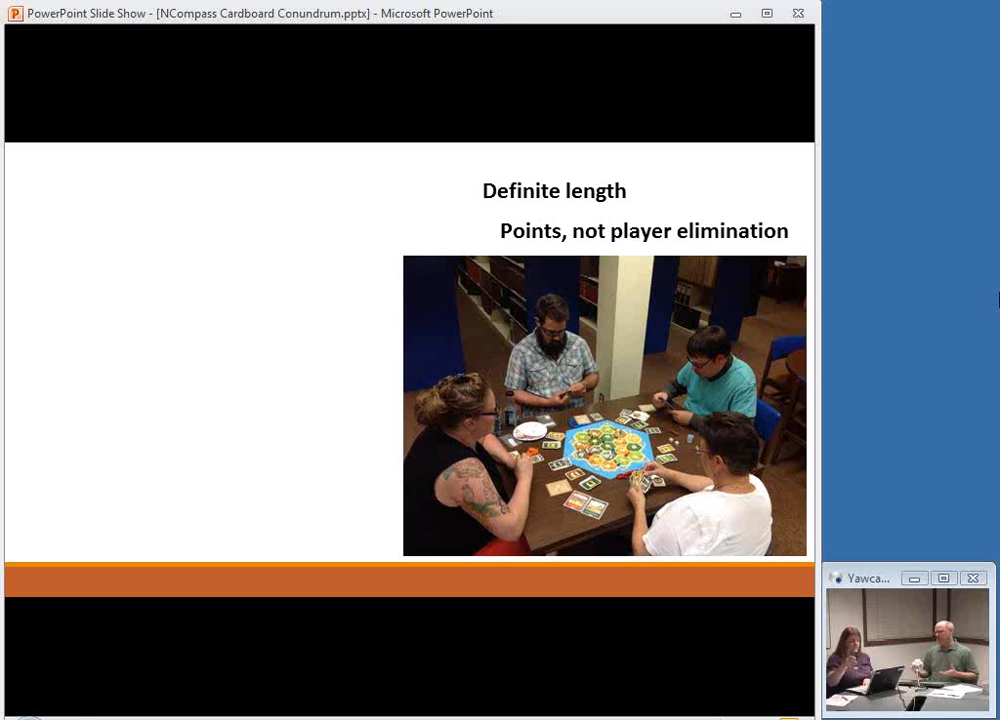 PowerPoint Slide Show - [NCompass Cardboard Conundrum.pptx] - Microsoft PowerPoint
Definite length
Points, not player elimination
Yawca...